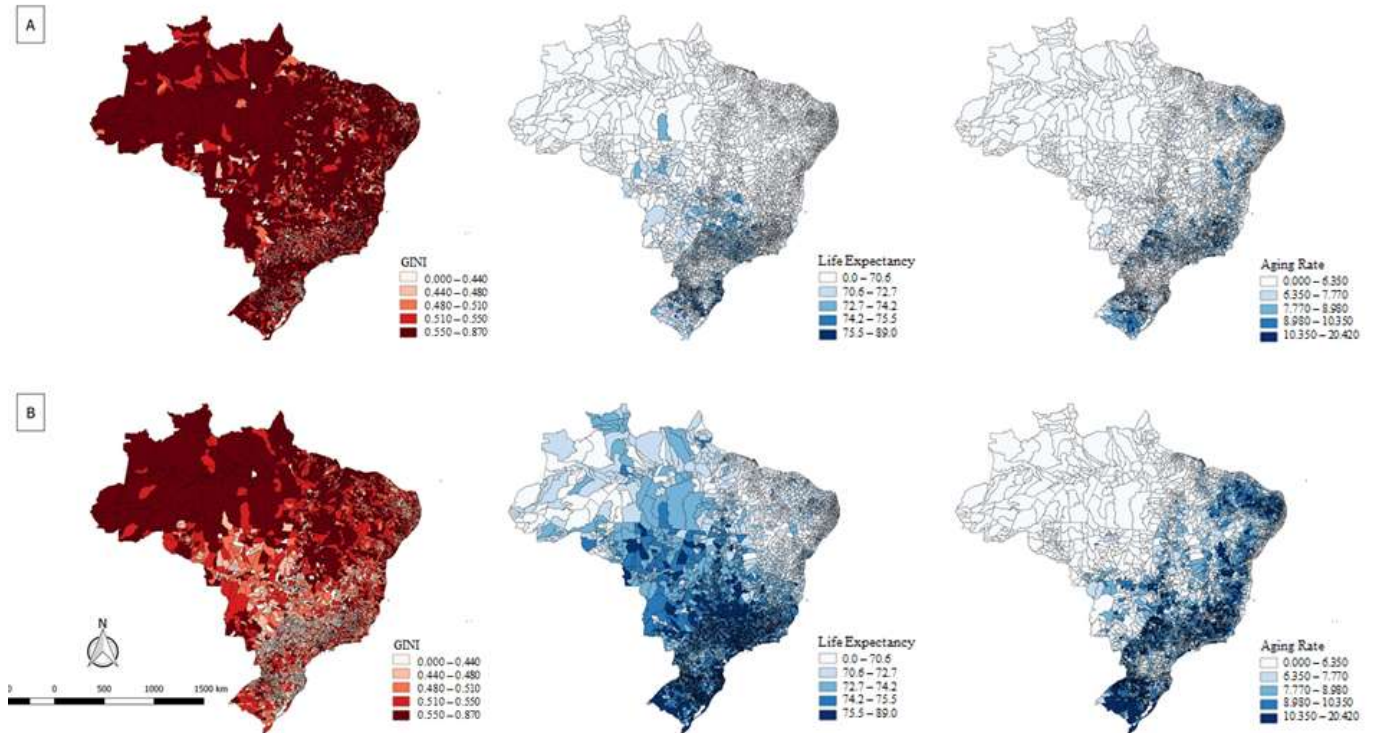 A
GINI
0.000 – 0.440
0.440 – 0.480
0.480 – 0.510
0.510 – 0.550
0.550 – 0.870
Life Expectancy
0.0 – 70.6
70.6 – 72.7
72.7 – 74.2
74.2 – 75.5
75.5 – 89.0
Aging Rate
0.000 – 6.350
6.350 – 7.770
7.770 – 8.980
8.980 – 10.350
10.350 – 20.420
B
N
0 0 500 1000 1500 km
GINI
0.000 – 0.440
0.440 – 0.480
0.480 – 0.510
0.510 – 0.550
0.550 – 0.870
Life Expectancy
0.0 – 70.6
70.6 – 72.7
72.7 – 74.2
74.2 – 75.5
75.5 – 89.0
Aging Rate
0.000 – 6.350
6.350 – 7.770
7.770 – 8.980
8.980 – 10.350
10.350 – 20.420